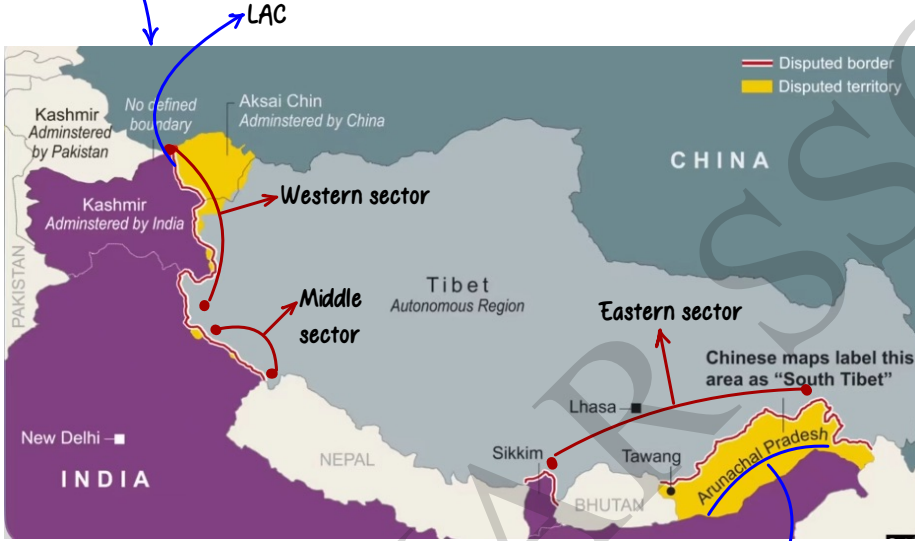 LAC
Disputed border
Disputed territory
No defined
boundary
Aksai Chin
Adminstered by China
Kashmir
Adminstered
by Pakistan
CHINA
Western sector
Kashmir
Adminstered by India
PAKISTAN
Tibet
Autonomous Region
Middle
sector
Eastern sector
Chinese maps label this
area as “South Tibet”
Lhasa
New Delhi
INDIA
NEPAL
Sikkim
Tawang
Arunachal Pradesh
BHUTAN
ARSSC